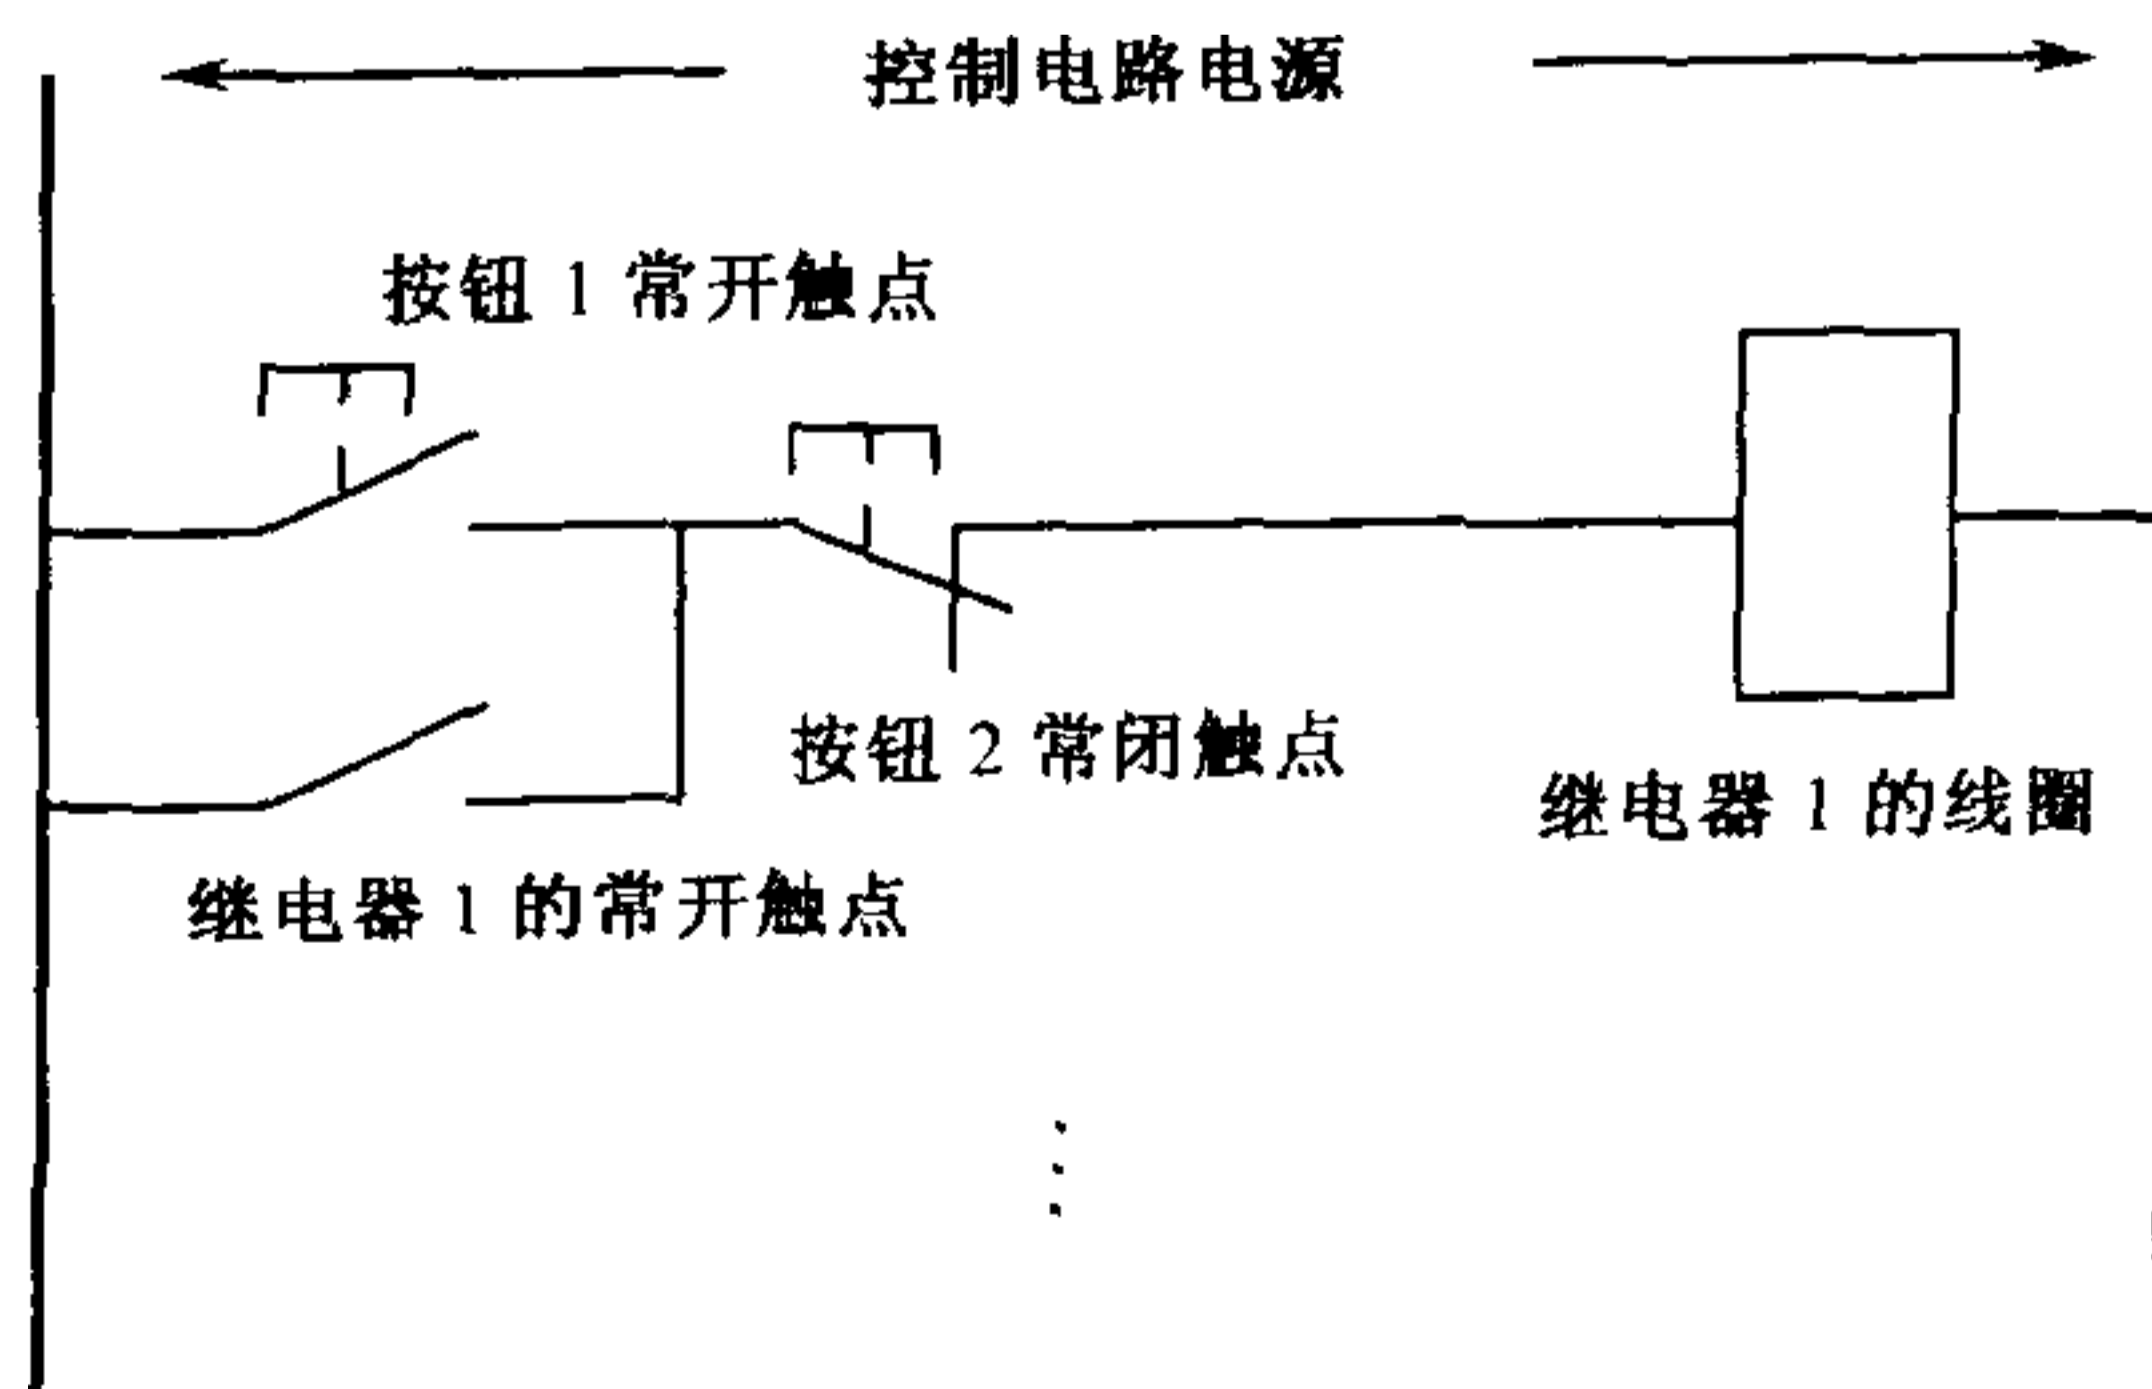 控制电路电源
按钮 1 常开触点
按钮 2 常闭触点
继电器 1 的线圈
继电器 1 的常开触点